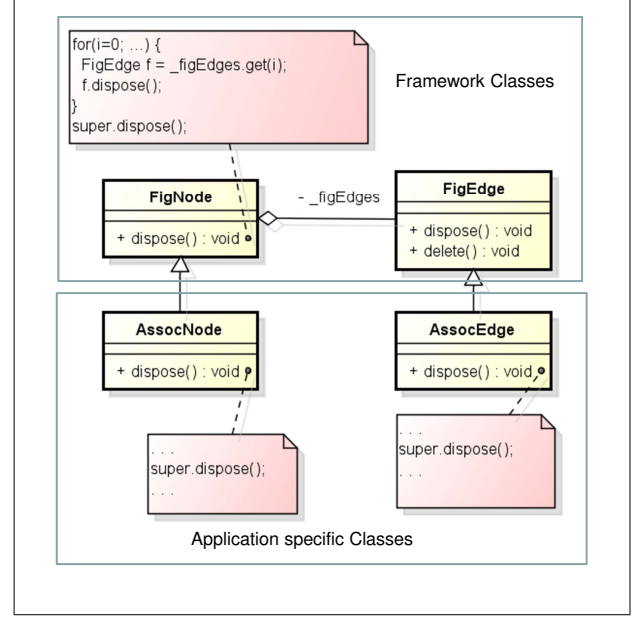 for(i=0; ...) {
FigEdge f = _figEdges.get(i);
f.dispose();
}
super.dispose();
Framework Classes
FigNode
+ dispose() : void
- _figEdges
FigEdge
+ dispose() : void
+ delete() : void
AssocNode
+ dispose() : void
AssocEdge
+ dispose() : void
. . .
super.dispose();
. . .
. . .
super.dispose();
. . .
Application specific Classes